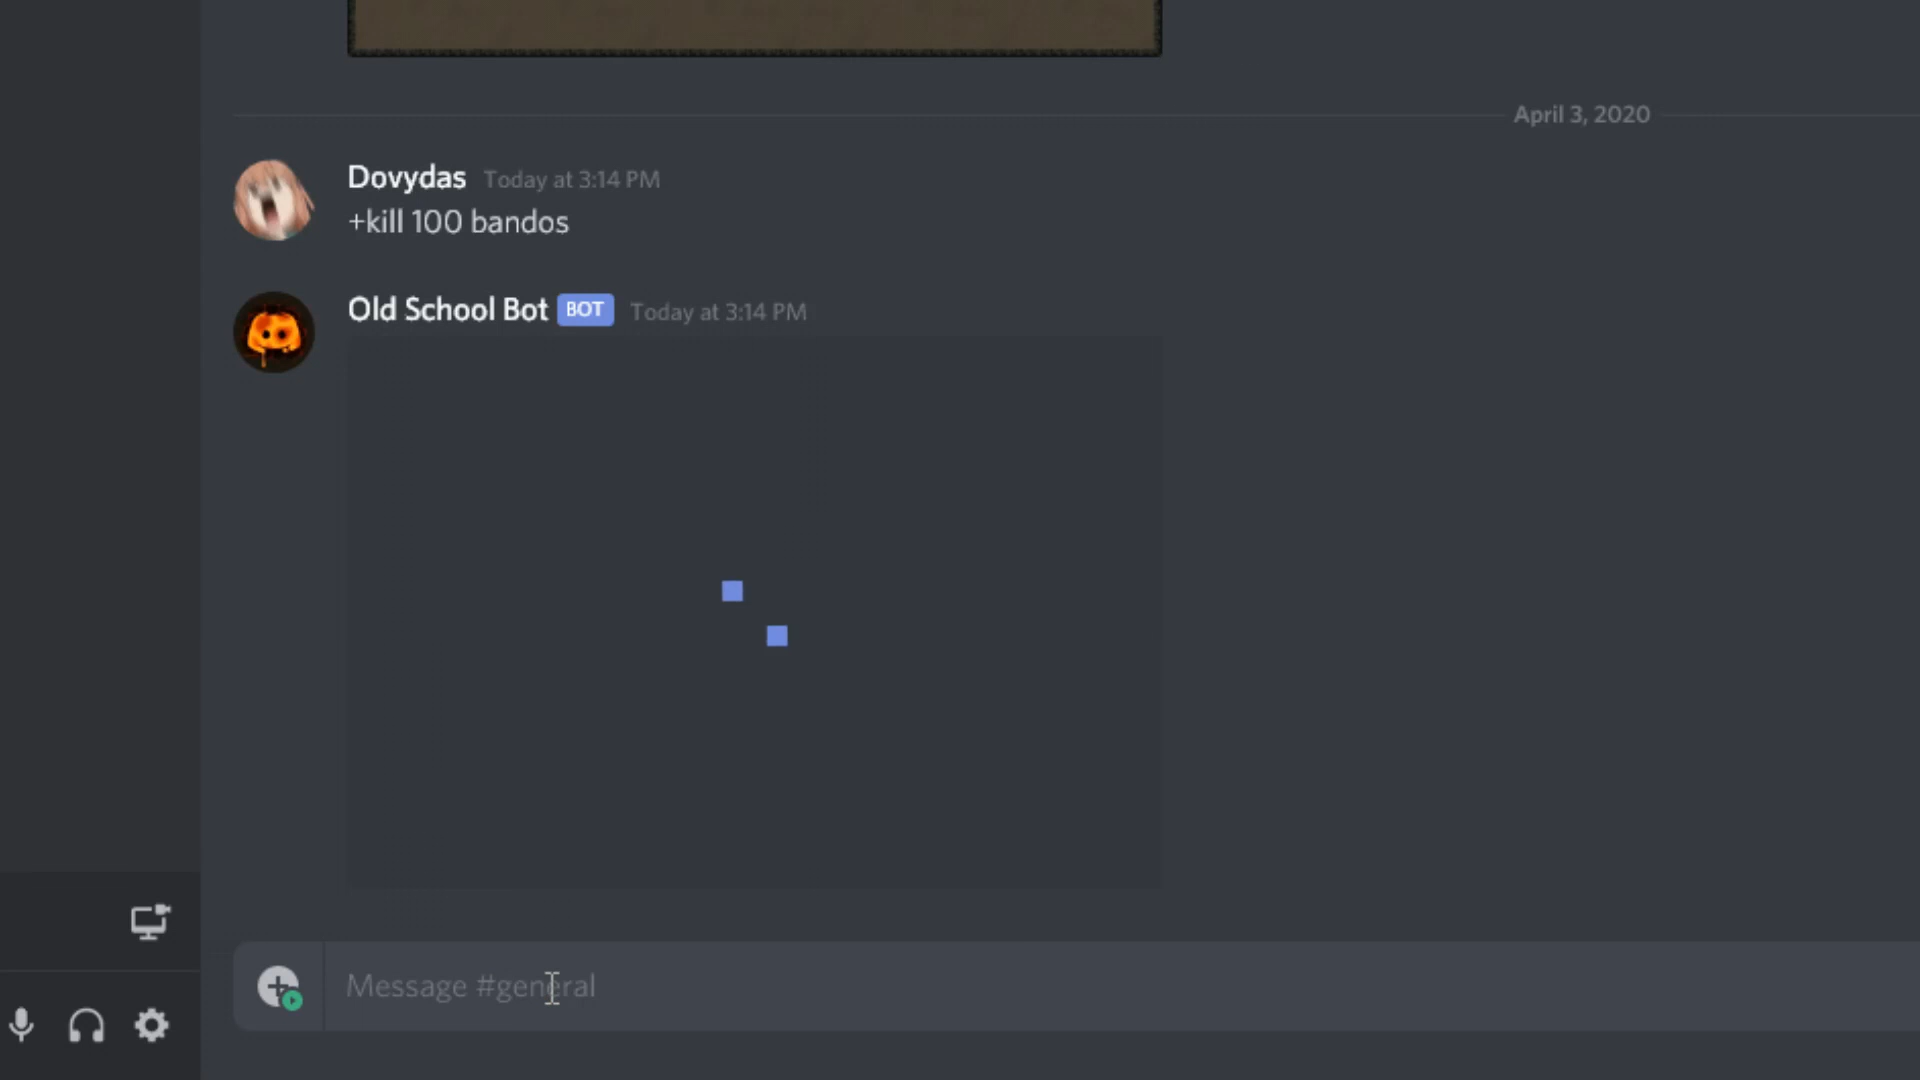 April 3, 2020
Dovydas Today at 3:14 PM
+kill 100 bandos
Old School Bot BOT Today at 3:14 PM
Message #general